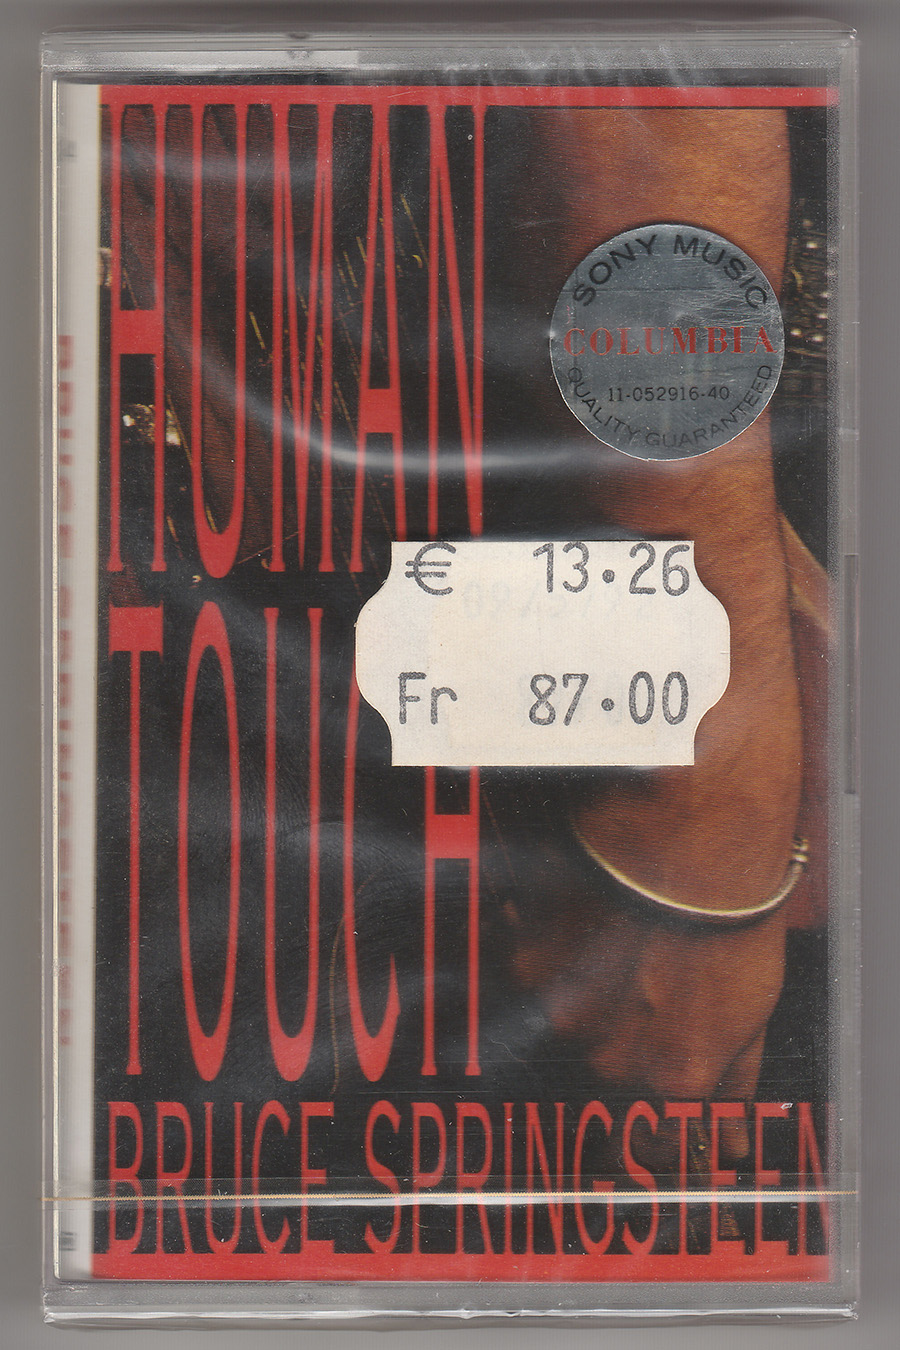 HUMAN
SONY MUSIC
COLUMBIA
11-052916-40
QUALITY GUARANTEED
€ 13.26
Fr 87.00
TOUCH
BRUCE SPRINGSTEEN